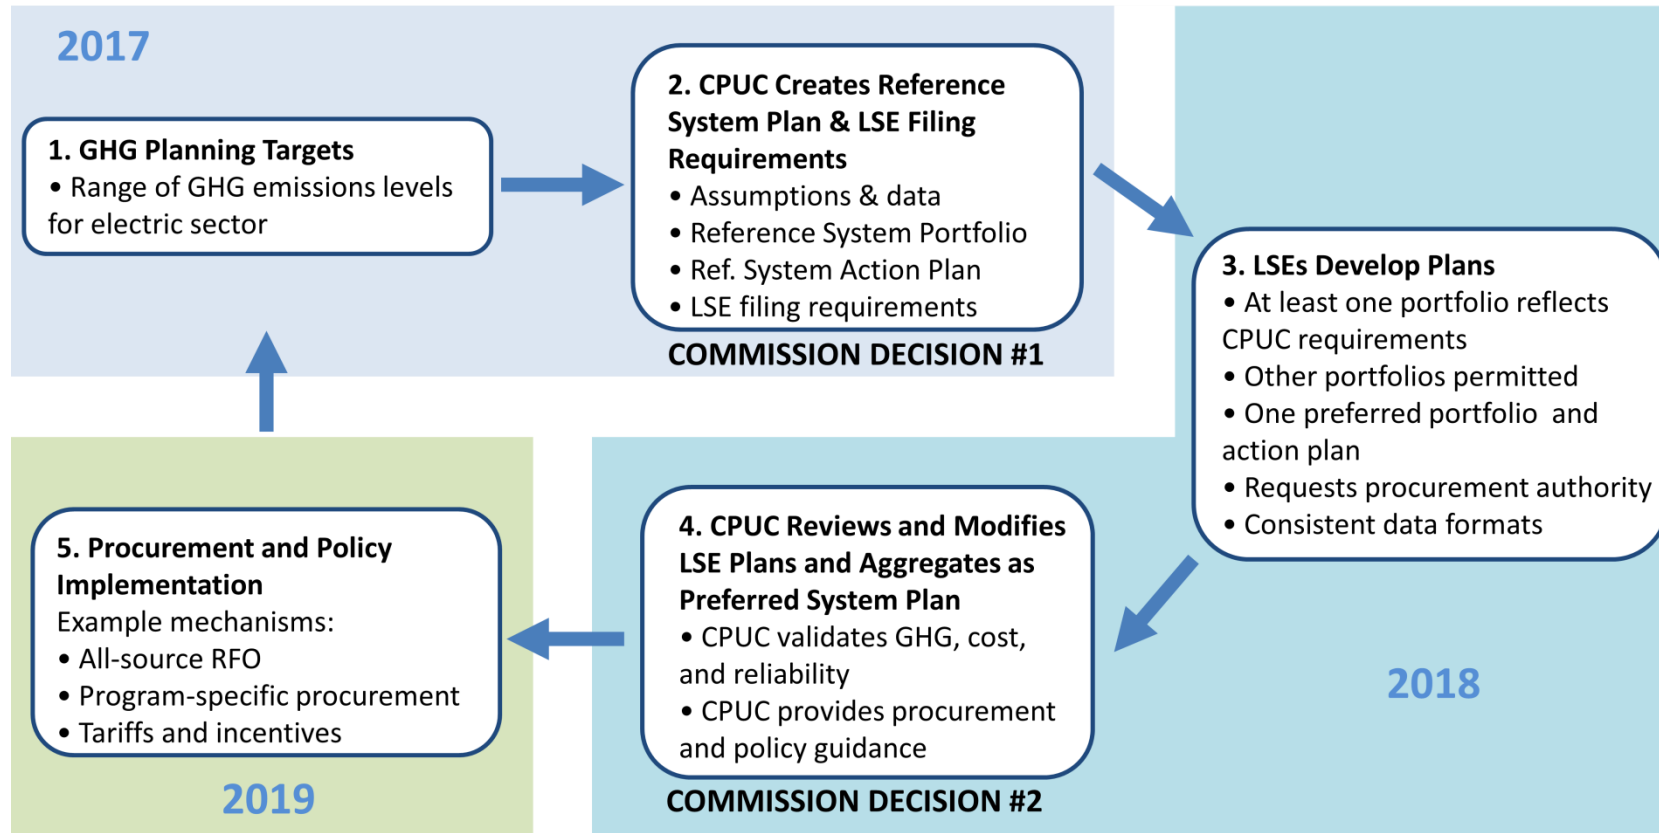 2017
1. GHG Planning Targets
• Range of GHG emissions levels
for electric sector
2. CPUC Creates Reference
System Plan & LSE Filing
Requirements
• Assumptions & data
• Reference System Portfolio
• Ref. System Action Plan
• LSE filing requirements
COMMISSION DECISION #1
3. LSEs Develop Plans
• At least one portfolio reflects
CPUC requirements
• Other portfolios permitted
• One preferred portfolio and
action plan
• Requests procurement authority
• Consistent data formats
2018
4. CPUC Reviews and Modifies
LSE Plans and Aggregates as
Preferred System Plan
• CPUC validates GHG, cost,
and reliability
• CPUC provides procurement
and policy guidance
COMMISSION DECISION #2
5. Procurement and Policy
Implementation
Example mechanisms:
• All-source RFO
• Program-specific procurement
• Tariffs and incentives
2019